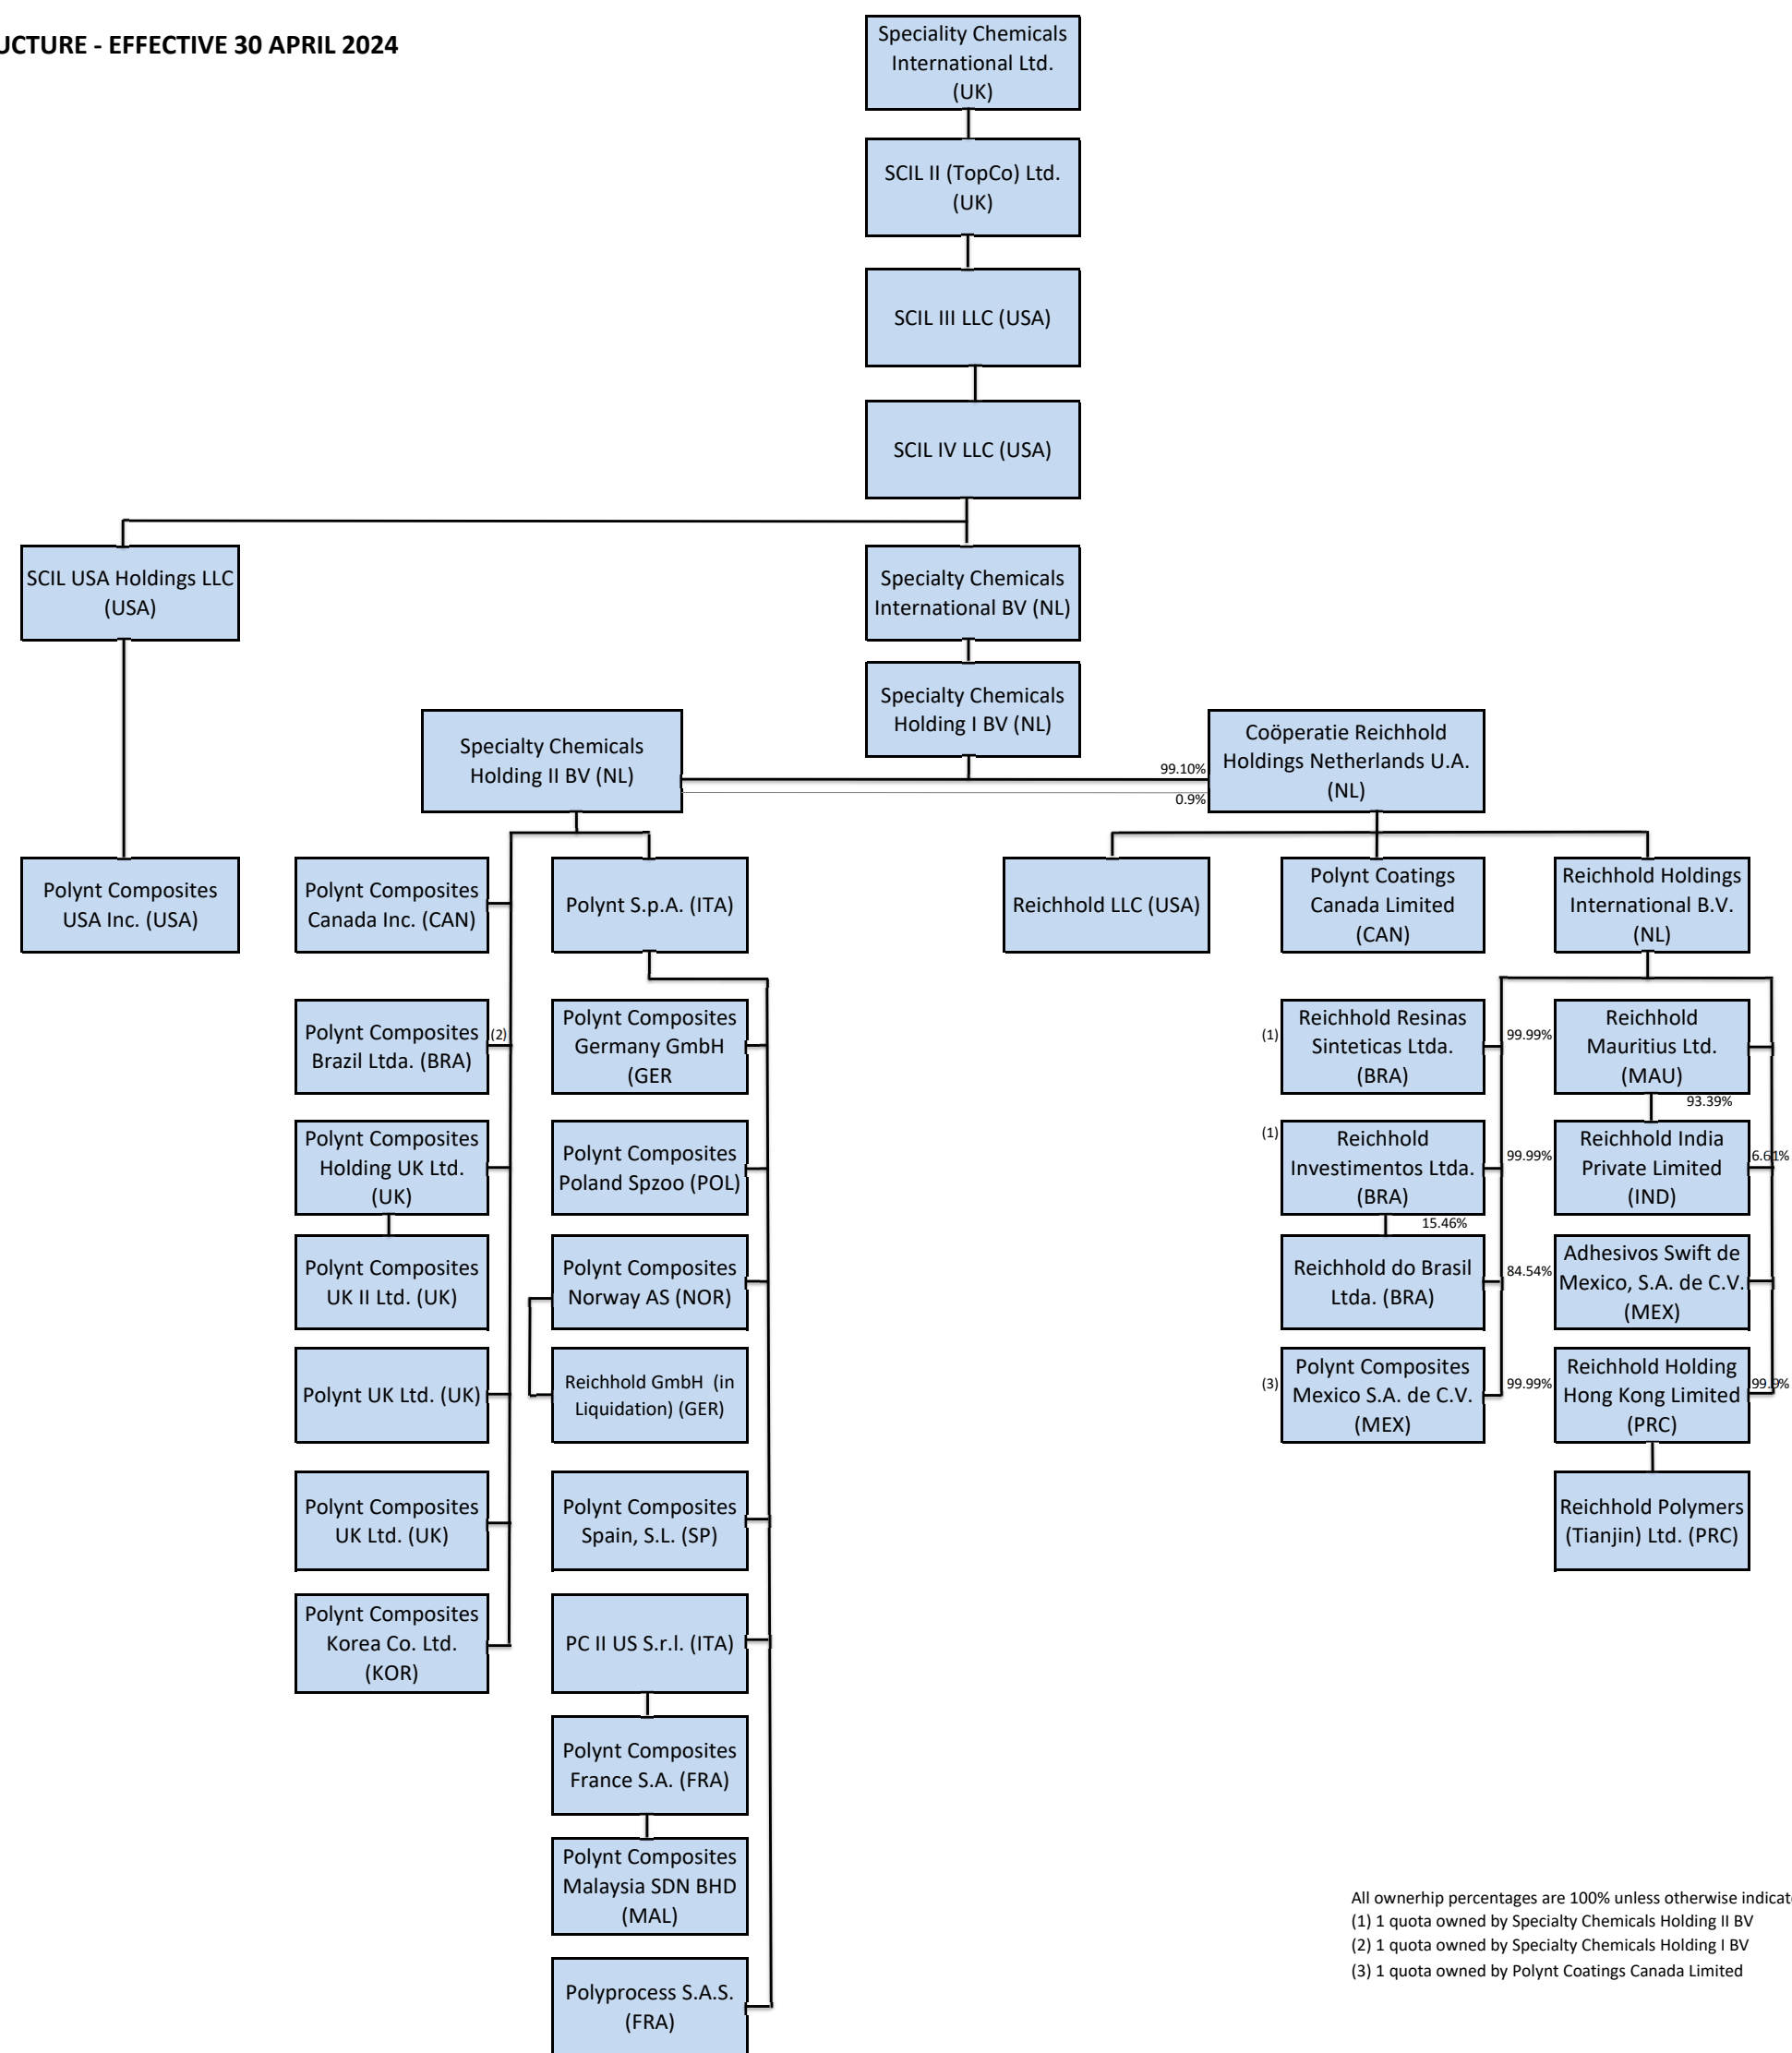 UCTURE - EFFECTIVE 30 APRIL 2024
Speciality Chemicals
International Ltd.
(UK)
SCIL II (TopCo) Ltd.
(UK)
SCIL III LLC (USA)
SCIL IV LLC (USA)
SCIL USA Holdings LLC
(USA)
Specialty Chemicals
International BV (NL)
Specialty Chemicals
Holding I BV (NL)
Specialty Chemicals
Holding II BV (NL)
99.10%
0.9%
Coöperatie Reichhold
Holdings Netherlands U.A.
(NL)
Polynt Composites
USA Inc. (USA)
Polynt Composites
Canada Inc. (CAN)
Polynt S.p.A. (ITA)
Reichhold LLC (USA)
Polynt Coatings
Canada Limited
(CAN)
Reichhold Holdings
International B.V.
(NL)
Polynt Composites
Brazil Ltda. (BRA)
(2)
Polynt Composites
Germany GmbH
(GER
(1)
Reichhold Resinas
Sinteticas Ltda.
(BRA)
99.99%
Reichhold
Mauritius Ltd.
(MAU)
93.39%
Polynt Composites
Holding UK Ltd.
(UK)
Polynt Composites
Poland Spzoo (POL)
(1)
Reichhold
Investimentos Ltda.
(BRA)
99.99%
15.46%
Reichhold India
Private Limited
(IND)
6.61%
Polynt Composites
UK II Ltd. (UK)
Polynt Composites
Norway AS (NOR)
Reichhold do Brasil
Ltda. (BRA)
84.54%
Adhesivos Swift de
Mexico, S.A. de C.V.
(MEX)
Polynt UK Ltd. (UK)
Reichhold GmbH (in
Liquidation) (GER)
(3)
Polynt Composites
Mexico S.A. de C.V.
(MEX)
99.99%
Reichhold Holding
Hong Kong Limited
(PRC)
99.9%
Polynt Composites
UK Ltd. (UK)
Polynt Composites
Spain, S.L. (SP)
Reichhold Polymers
(Tianjin) Ltd. (PRC)
Polynt Composites
Korea Co. Ltd.
(KOR)
PC II US S.r.l. (ITA)
Polynt Composites
France S.A. (FRA)
Polynt Composites
Malaysia SDN BHD
(MAL)
Polyprocess S.A.S.
(FRA)
All ownerhip percentages are 100% unless otherwise indicat
(1) 1 quota owned by Specialty Chemicals Holding II BV
(2) 1 quota owned by Specialty Chemicals Holding I BV
(3) 1 quota owned by Polynt Coatings Canada Limited